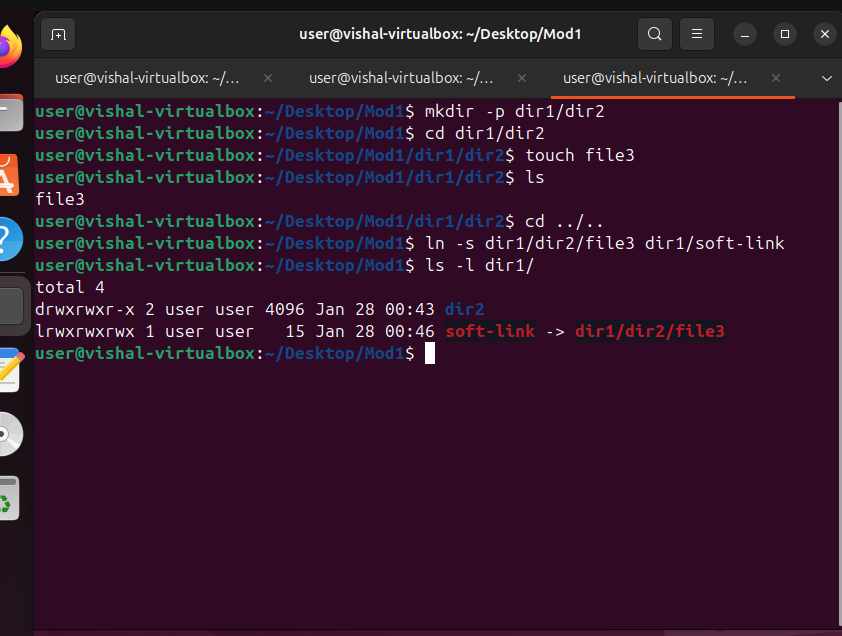 user@vishal-virtualbox: ~/Desktop/Mod1
user@vishal-virtualbox: ~/... user@vishal-virtualbox: ~/... user@vishal-virtualbox: ~/...
user@vishal-virtualbox:~/Desktop/Mod1$ mkdir -p dir1/dir2
user@vishal-virtualbox:~/Desktop/Mod1$ cd dir1/dir2
user@vishal-virtualbox:~/Desktop/Mod1/dir1/dir2$ touch file3
user@vishal-virtualbox:~/Desktop/Mod1/dir1/dir2$ ls
file3
user@vishal-virtualbox:~/Desktop/Mod1/dir1/dir2$ cd ../..
user@vishal-virtualbox:~/Desktop/Mod1$ ln -s dir1/dir2/file3 dir1/soft-link
user@vishal-virtualbox:~/Desktop/Mod1$ ls -l dir1/
total 4
drwxrwxr-x 2 user user 4096 Jan 28 00:43 dir2
lrwxrwxrwx 1 user user   15 Jan 28 00:46 soft-link -> dir1/dir2/file3
user@vishal-virtualbox:~/Desktop/Mod1$